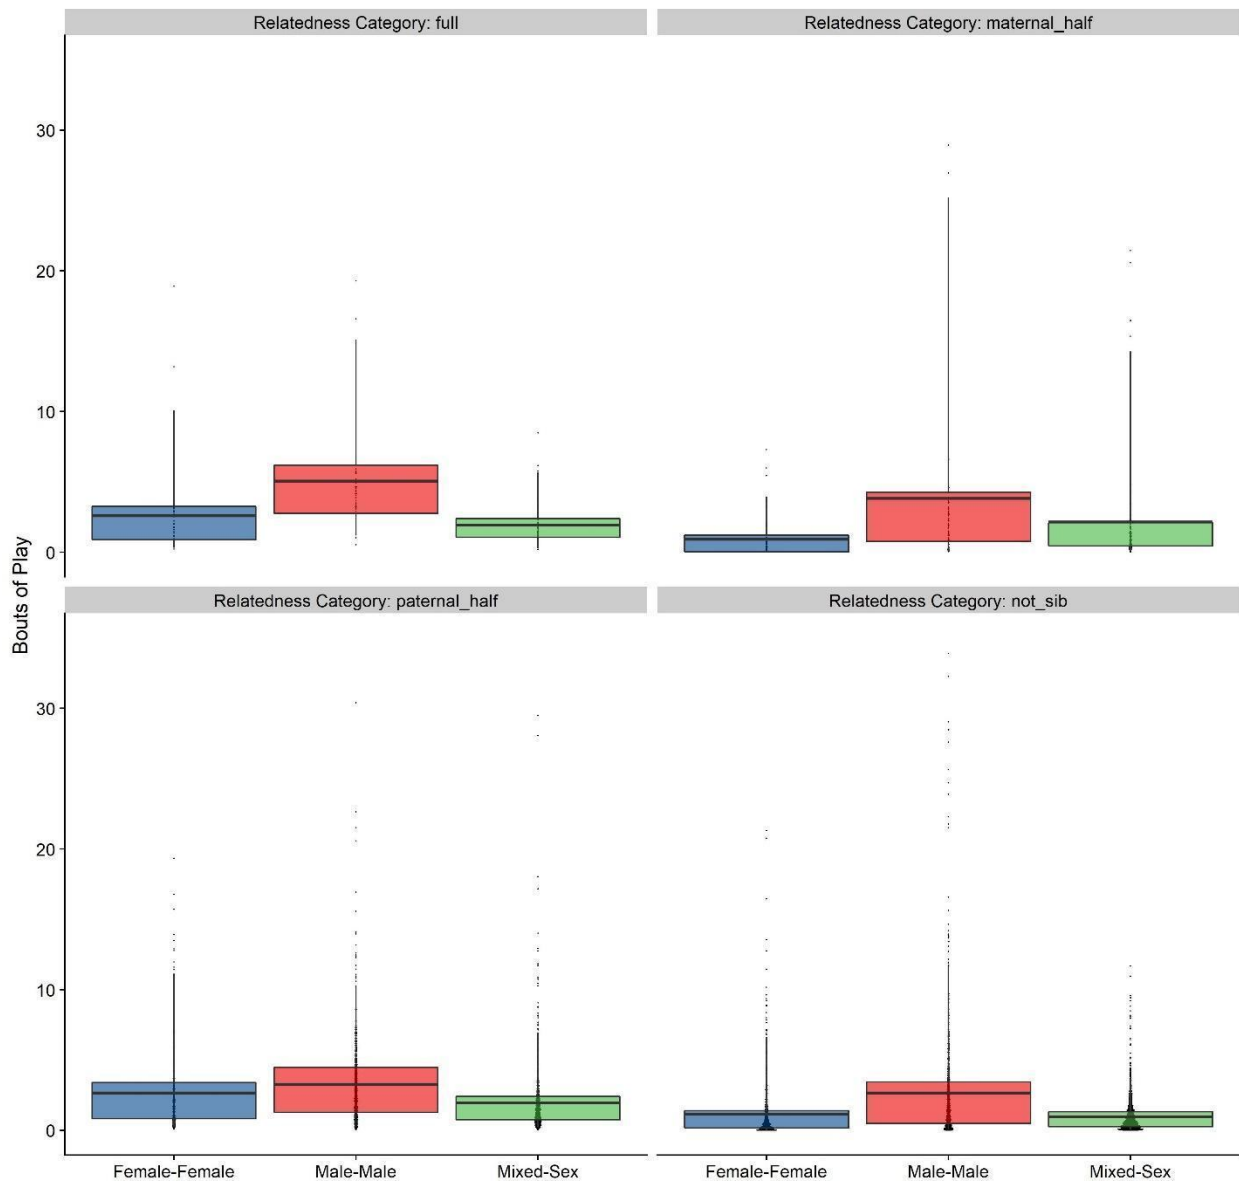 Relatedness Category: full
Relatedness Category: maternal_half
30
20
10
0
Relatedness Category: paternal_half
Relatedness Category: not_sib
30
20
10
0
Bouts of Play
Female-Female
Male-Male
Mixed-Sex
Female-Female
Male-Male
Mixed-Sex